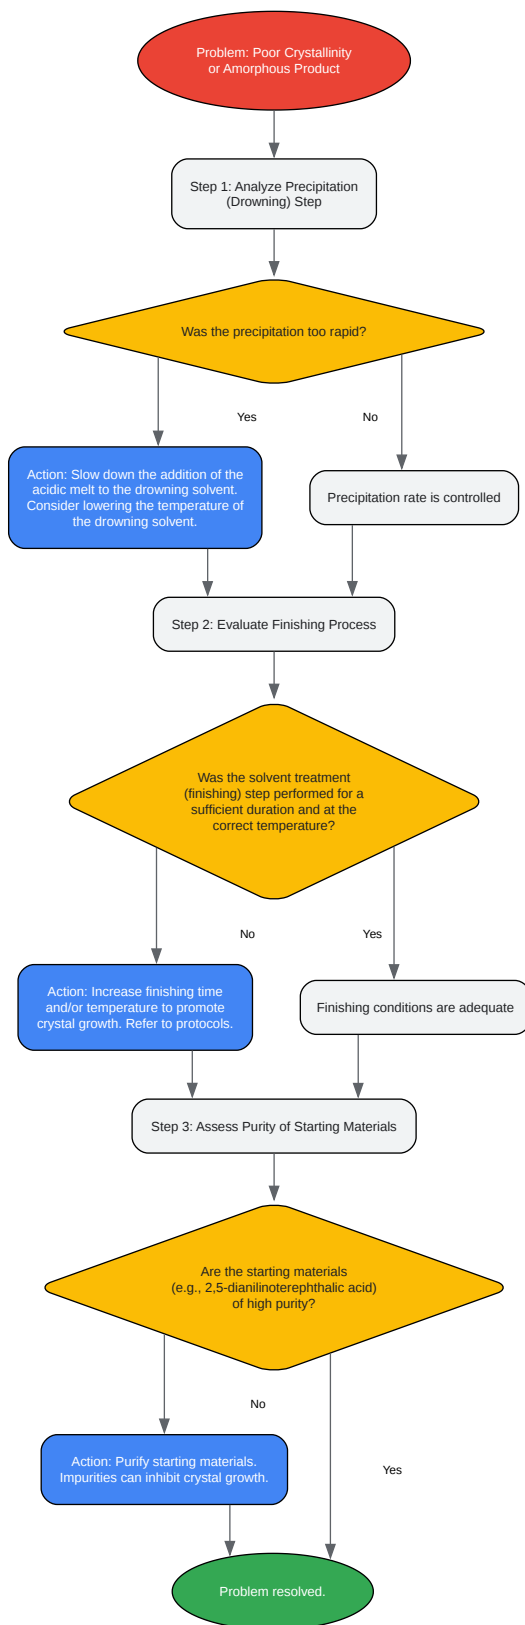 Problem: Poor Crystallinity
or Amorphous Product
Step 1: Analyze Precipitation
(Drowning) Step
Was the precipitation too rapid?
Yes
No
Action: Slow down the addition of the
acidic melt to the drowning solvent.
Consider lowering the temperature of
the drowning solvent.
Precipitation rate is controlled
Step 2: Evaluate Finishing Process
Was the solvent treatment
(finishing) step performed for a
sufficient duration and at the
correct temperature?
No
Yes
Action: Increase finishing time
and/or temperature to promote
crystal growth. Refer to protocols.
Finishing conditions are adequate
Step 3: Assess Purity of Starting Materials
Are the starting materials
(e.g., 2,5-dianilinoterephthalic acid)
of high purity?
No
Action: Purify starting materials.
Impurities can inhibit crystal growth.
Yes
Problem resolved.